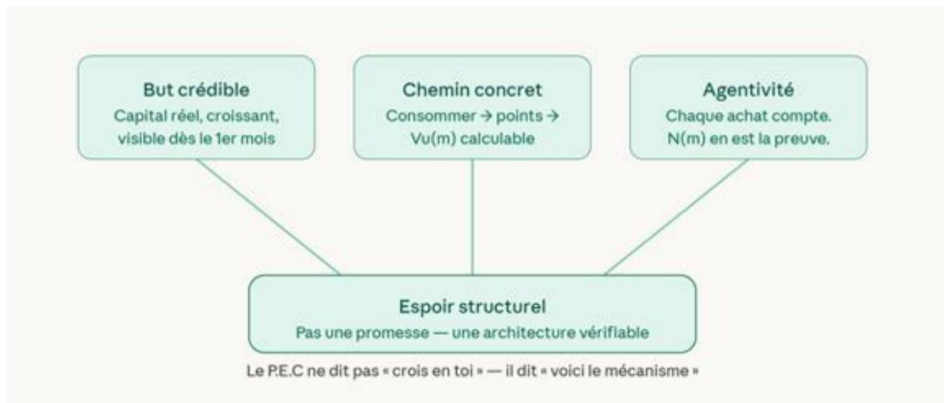 But crédible
Capital réel, croissant,
visible dès le 1er mois
Chemin concret
Consommer → points →
Vu(m) calculable
Agentivité
Chaque achat compte.
N(m) en est la preuve.
Espoir structurel
Pas une promesse — une architecture vérifiable
Le P.E.C ne dit pas « crois en toi » — il dit « voici le mécanisme »